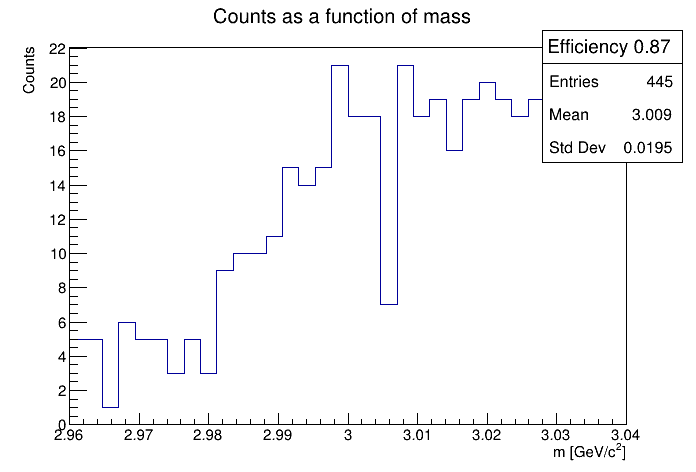 Counts as a function of mass
Efficiency 0.87
Entries 445
Mean 3.009
Std Dev 0.0195
Counts
22
20
18
16
14
12
10
8
6
4
2
0
2.96 2.97 2.98 2.99 3 3.01 3.02 3.03 3.04
m [GeV/c²]